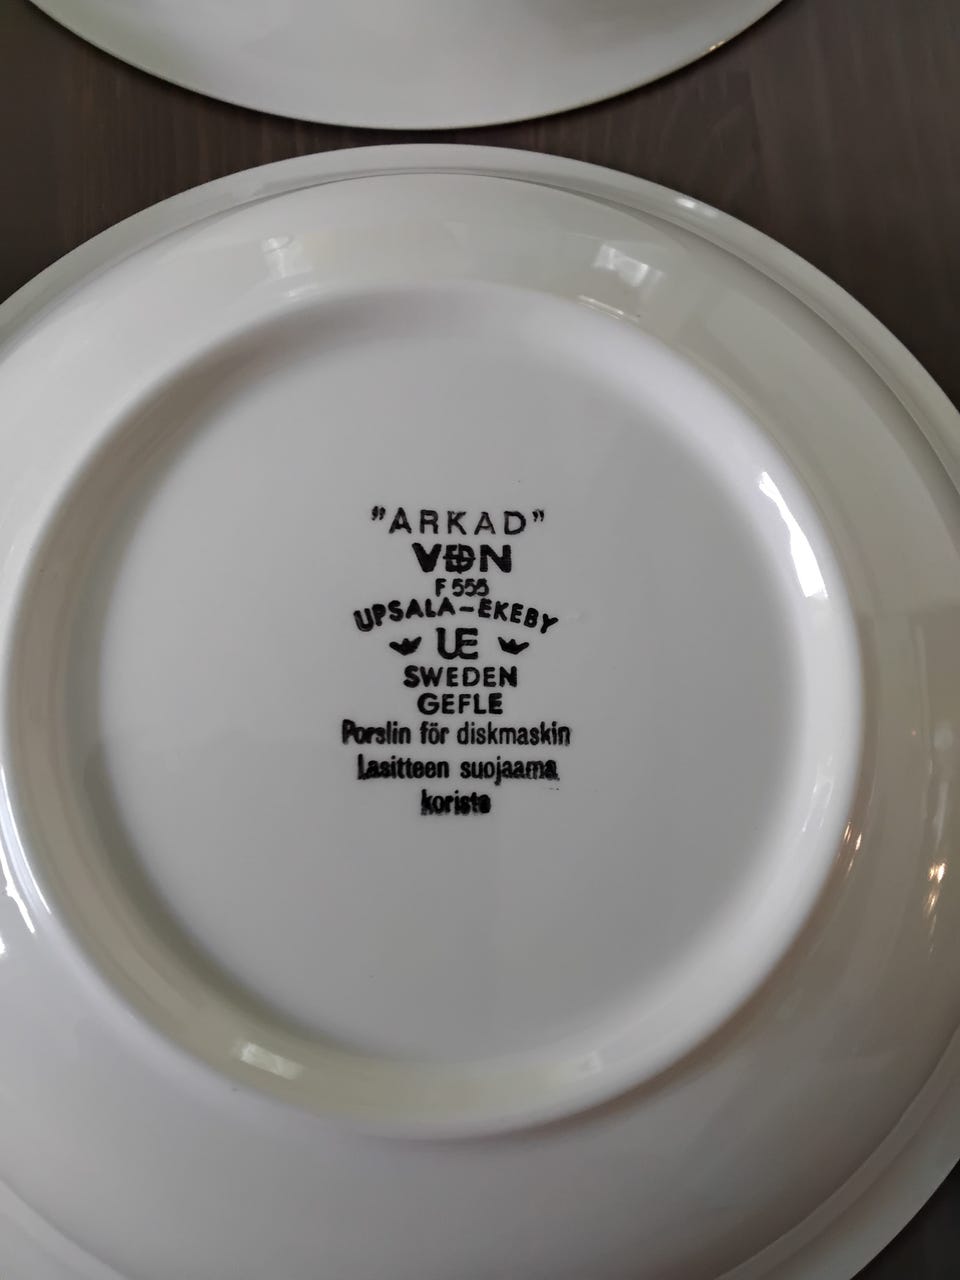 "ARKAD"
VDN
F 555
UPSALA-EKEBY
UE
SWEDEN
GEFLE
Porslin för diskmaskin
Lasitteen suojaama
koriste